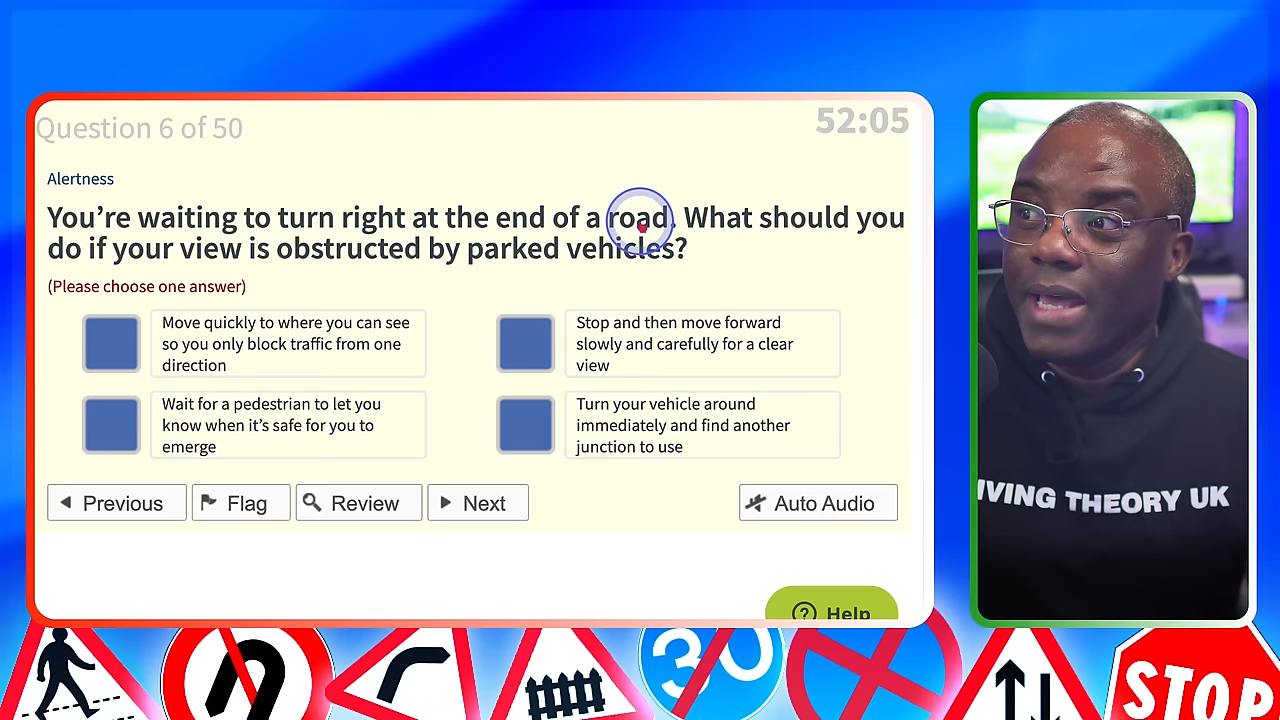 Question 6 of 50
52:05
Alertness
You're waiting to turn right at the end of a road. What should you
do if your view is obstructed by parked vehicles?
(Please choose one answer)
Move quickly to where you can see
so you only block traffic from one
direction
Stop and then move forward
slowly and carefully for a clear
view
Wait for a pedestrian to let you
know when it's safe for you to
emerge
Turn your vehicle around
immediately and find another
junction to use
Previous
Flag
Review
Next
Auto Audio
Help
IVING THEORY UK
30
STOP